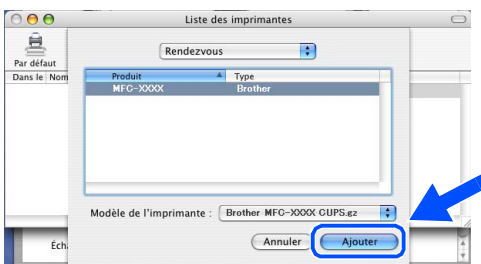 Liste des imprimantes
Par défaut
Rendezvous
Dans le Nom
Produit Type
MFC-XXXX Brother
Modèle de l'imprimante : Brother MFC-XXXX CUPS.gz
Éch
Annuler Ajouter